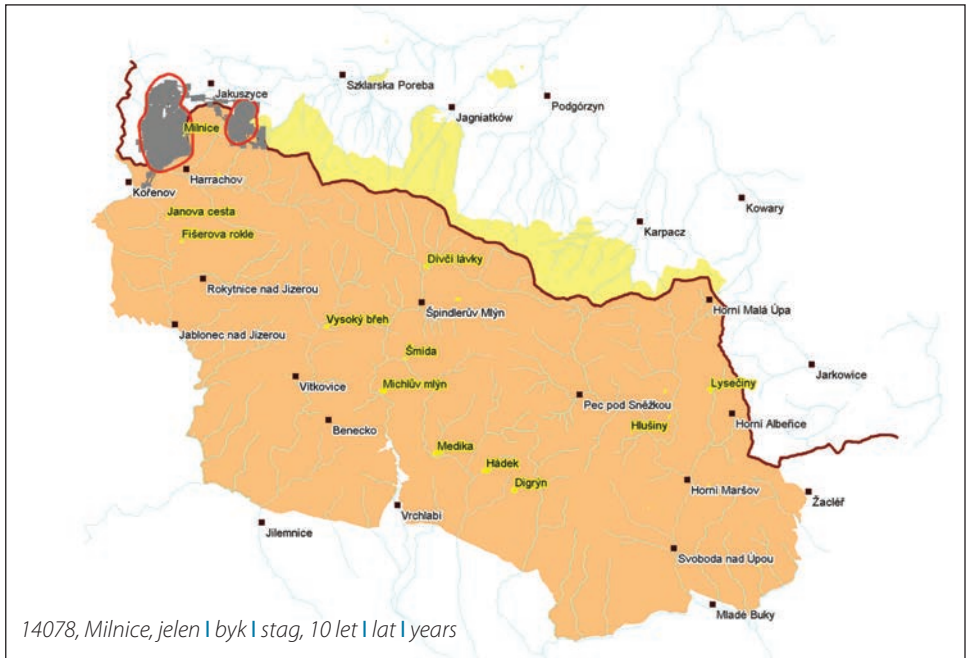 Szklarska Poreba
Jakuszyce
Podgórzyn
Jagniatków
Milnice
Harrachov
Kořenov
Kowary
Janova cesta
Karpacz
Fišerova rokle
Dívčí lávky
Rokytnice nad Jizerou
Špindlerův Mlýn
Horní Malá Úpa
Vysoký břeh
Jablonec nad Jizerou
Šmída
Jarkowice
Vítkovice
Michlův mlýn
Lysečiny
Pec pod Sněžkou
Benecko
Hlušiny
Horní Albeřice
Medika
Hádek
Digrýn
Horní Maršov
Žacléř
Vrchlabí
Jilemnice
Svoboda nad Úpou
Mladé Buky
14078, Milnice, jelen | byk | stag, 10 let | lat | years